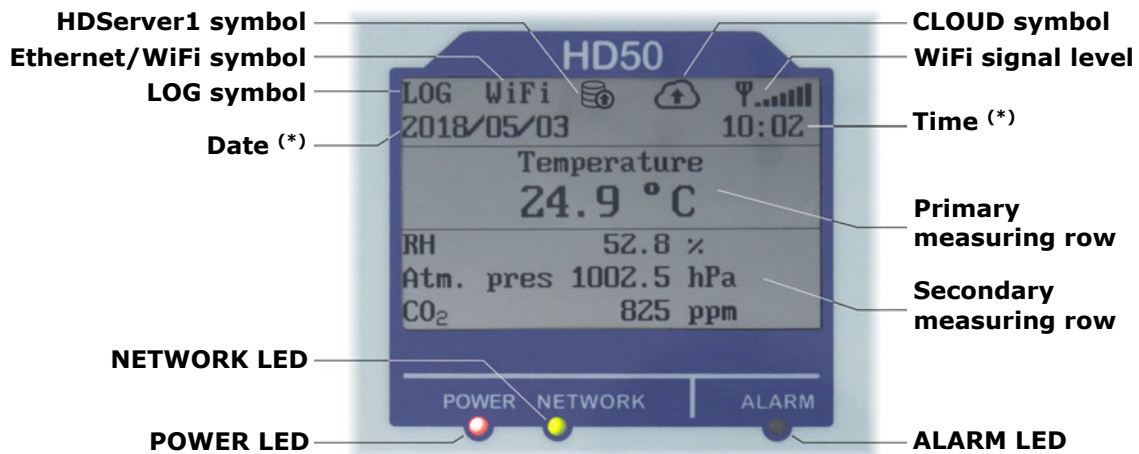 HDServer1 symbol
Ethernet/WiFi symbol
LOG symbol
Date (*)
CLOUD symbol
WiFi signal level
Time (*)
HD50
LOG WiFi
2018/05/03 10:02
Temperature
24.9 °C
RH 52.8 %
Atm. pres 1002.5 hPa
CO₂ 825 ppm
Primary
measuring row
Secondary
measuring row
NETWORK LED
POWER NETWORK ALARM
POWER LED
ALARM LED